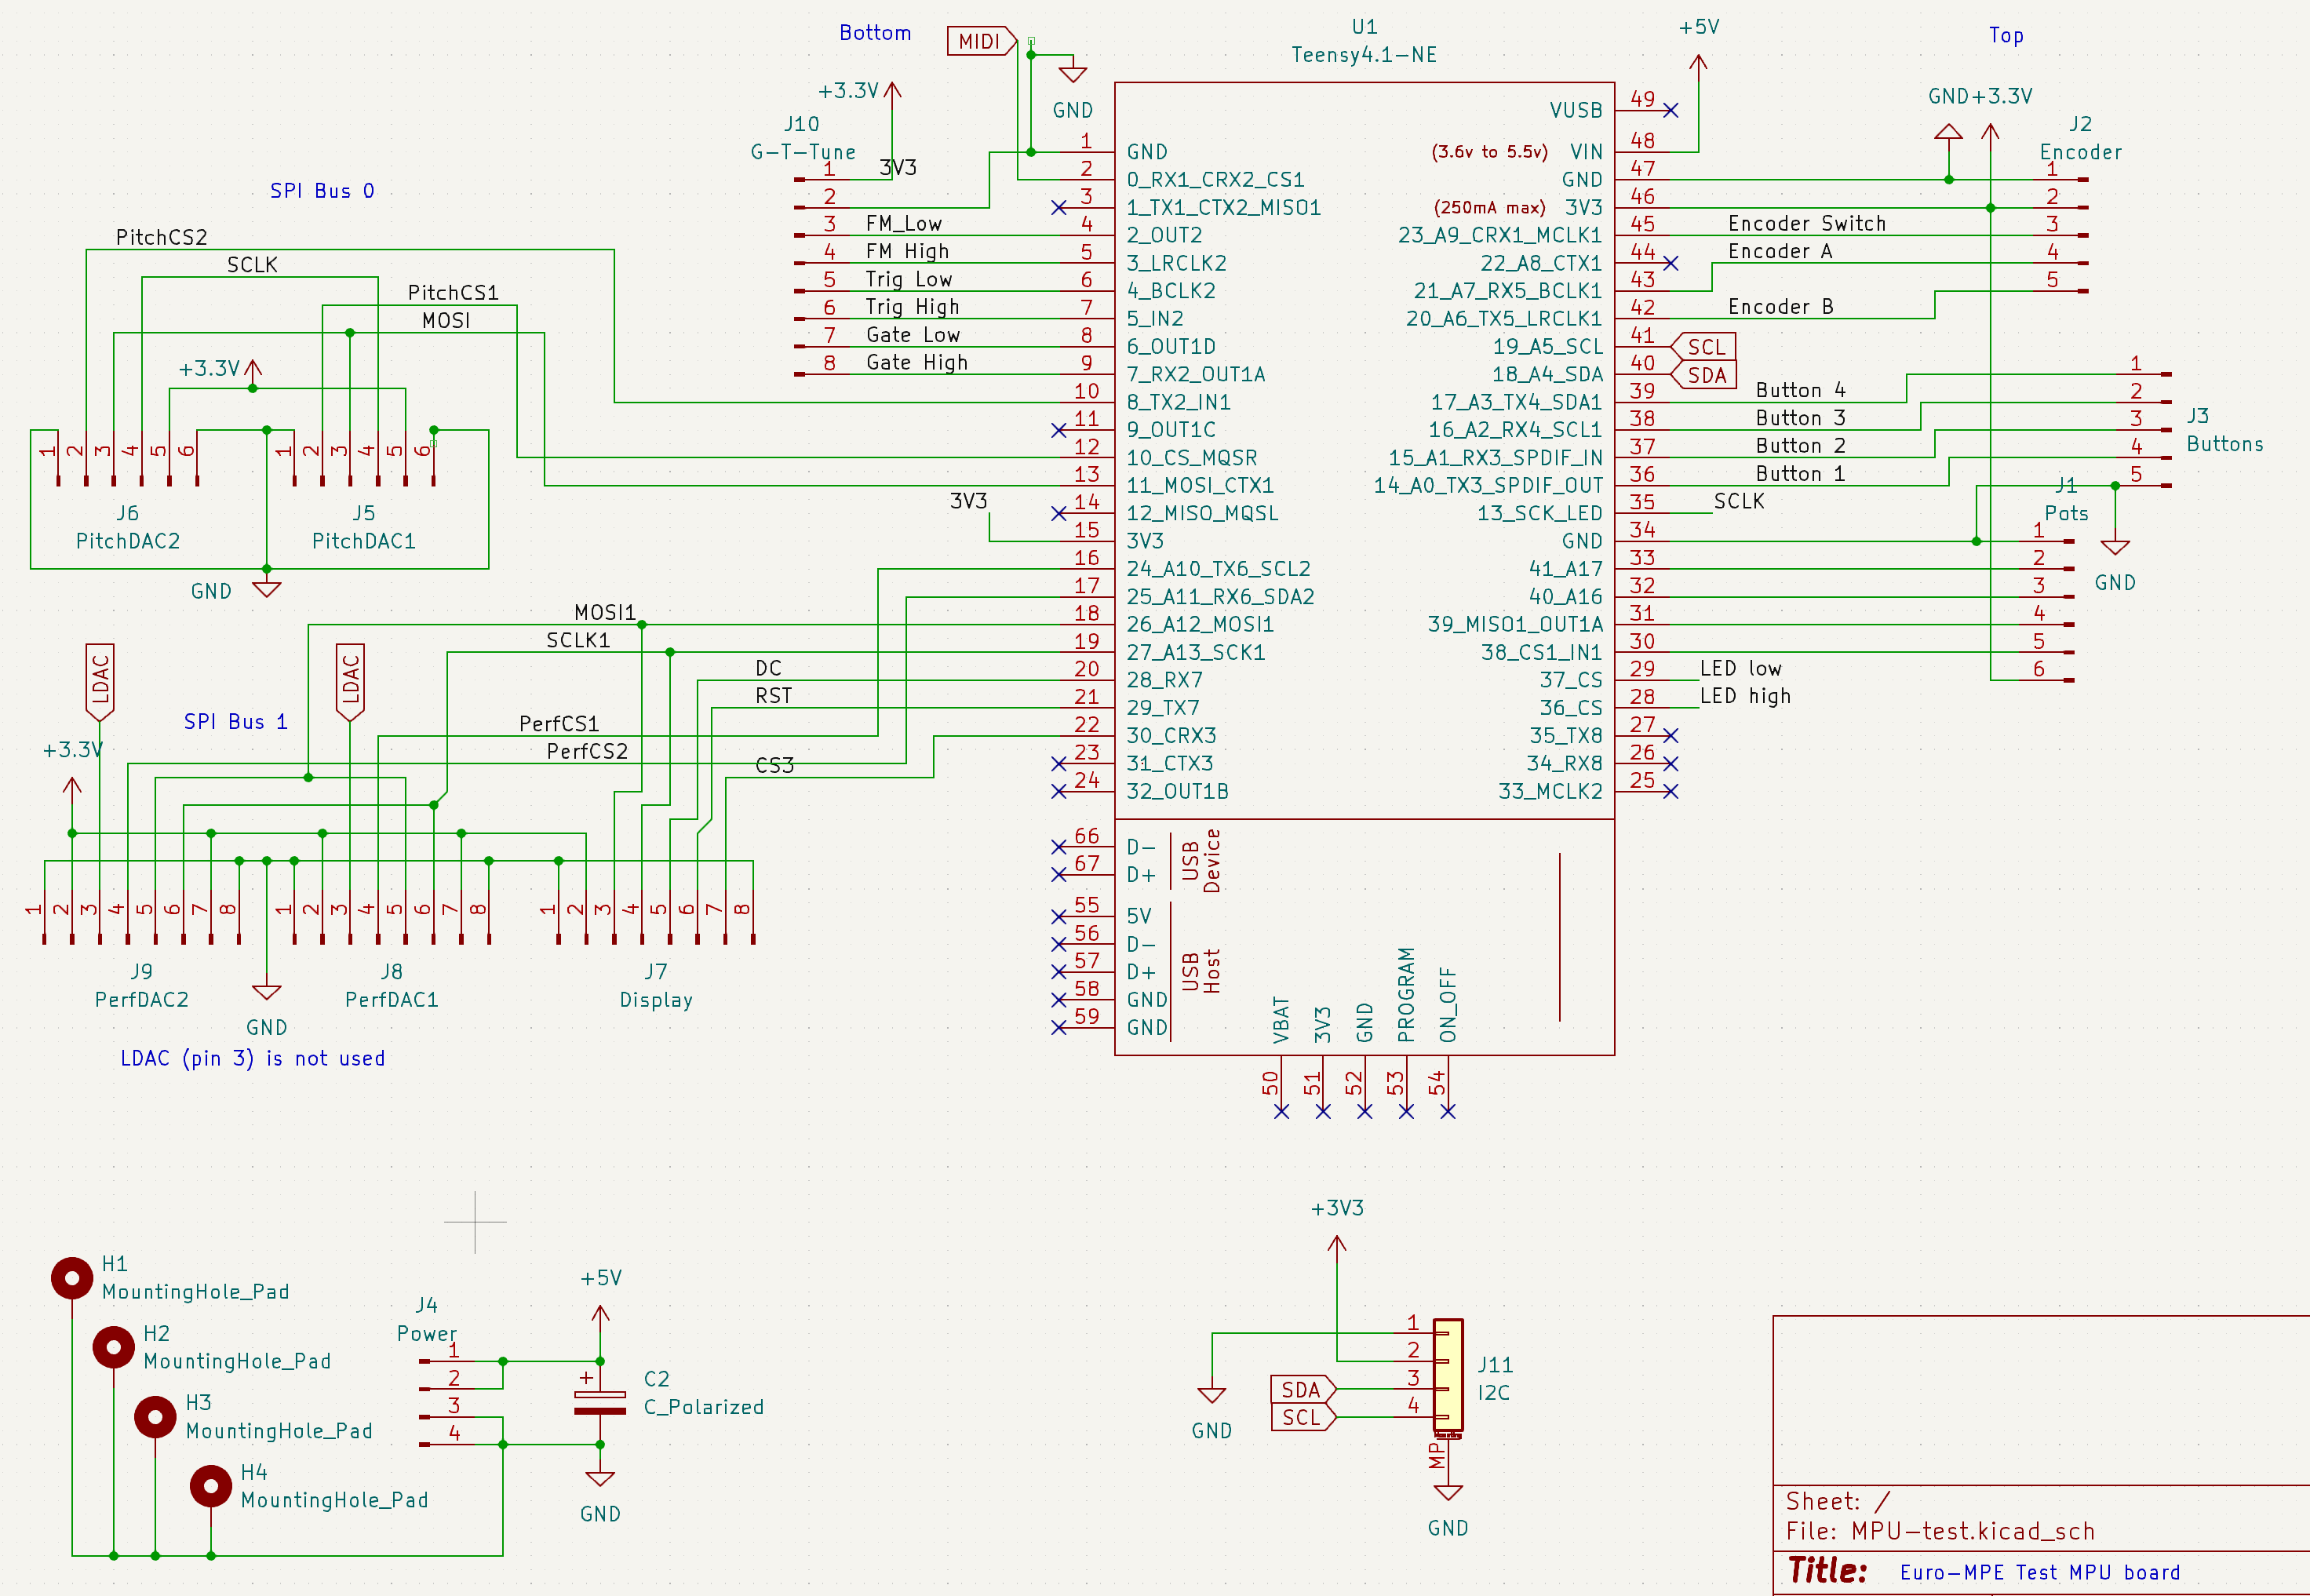 Bottom
MIDI
U1
Teensy4.1-NE
+5V
Top
+3.3V
GND
GND
+3.3V
J10
G-T-Tune
3V3
J2
Encoder
SPI Bus 0
PitchCS2
SCLK
PitchCS1
MOSI
+3.3V
1
2
3
4
5
6
7
8
FM_Low
FM High
Trig Low
Trig High
Gate Low
Gate High
1 GND
2 0_RX1_CRX2_CS1
3 1_TX1_CTX2_MISO1
4 2_OUT2
5 3_LRCLK2
6 4_BCLK2
7 5_IN2
8 6_OUT1D
9 7_RX2_OUT1A
10 8_TX2_IN1
11 9_OUT1C
12 10_CS_MQSR
13 11_MOSI_CTX1
14 12_MISO_MQSL
15 3V3
16 24_A10_TX6_SCL2
17 25_A11_RX6_SDA2
18 26_A12_MOSI1
19 27_A13_SCK1
20 28_RX7
21 29_TX7
22 30_CRX3
23 31_CTX3
24 32_OUT1B
66 D-
67 D+
USB
Device
55 5V
56 D-
57 D+
58 GND
59 GND
USB
Host
VUSB 49
(3.6v to 5.5v) VIN 48
GND 47
(250mA max) 3V3 46
23_A9_CRX1_MCLK1 45
22_A8_CTX1 44
21_A7_RX5_BCLK1 43
20_A6_TX5_LRCLK1 42
19_A5_SCL 41
18_A4_SDA 40
17_A3_TX4_SDA1 39
16_A2_RX4_SCL1 38
15_A1_RX3_SPDIF_IN 37
14_A0_TX3_SPDIF_OUT 36
13_SCK_LED 35
GND 34
41_A17 33
40_A16 32
39_MISO1_OUT1A 31
38_CS1_IN1 30
37_CS 29
36_CS 28
35_TX8 27
34_RX8 26
33_MCLK2 25
VBAT 50
3V3 51
GND 52
PROGRAM 53
ON_OFF 54
Encoder Switch
Encoder A
Encoder B
SCL
SDA
Button 4
Button 3
Button 2
Button 1
SCLK
LED low
LED high
1
2
3
4
5
1
2
3
4
5
J3
Buttons
J1
Pots
1
2
3
4
5
6
GND
3V3
1 2 3 4 5 6
1 2 3 4 5 6
J6
PitchDAC2
J5
PitchDAC1
GND
MOSI1
SCLK1
DC
RST
PerfCS1
PerfCS2
CS3
LDAC
LDAC
SPI Bus 1
+3.3V
1 2 3 4 5 6 7 8
1 2 3 4 5 6 7 8
1 2 3 4 5 6 7 8
J9
PerfDAC2
J8
PerfDAC1
J7
Display
GND
LDAC (pin 3) is not used
H1
MountingHole_Pad
H2
MountingHole_Pad
H3
MountingHole_Pad
H4
MountingHole_Pad
J4
Power
1
2
3
4
+5V
+
C2
C_Polarized
GND
+3V3
1
2
3
4
SDA
SCL
J11
I2C
MP
GND
GND
Sheet: /
File: MPU-test.kicad_sch
Title: Euro-MPE Test MPU board